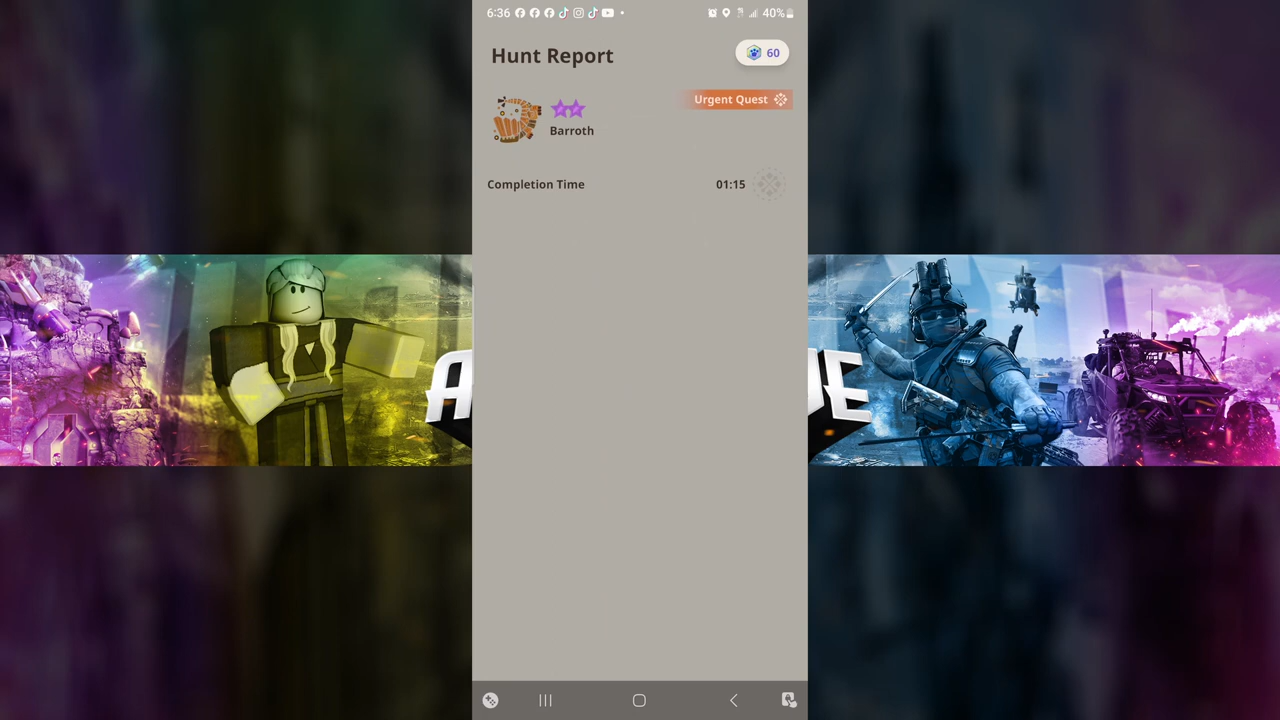 6:36
40%
Hunt Report
60
Urgent Quest
Barroth
Completion Time
01:15